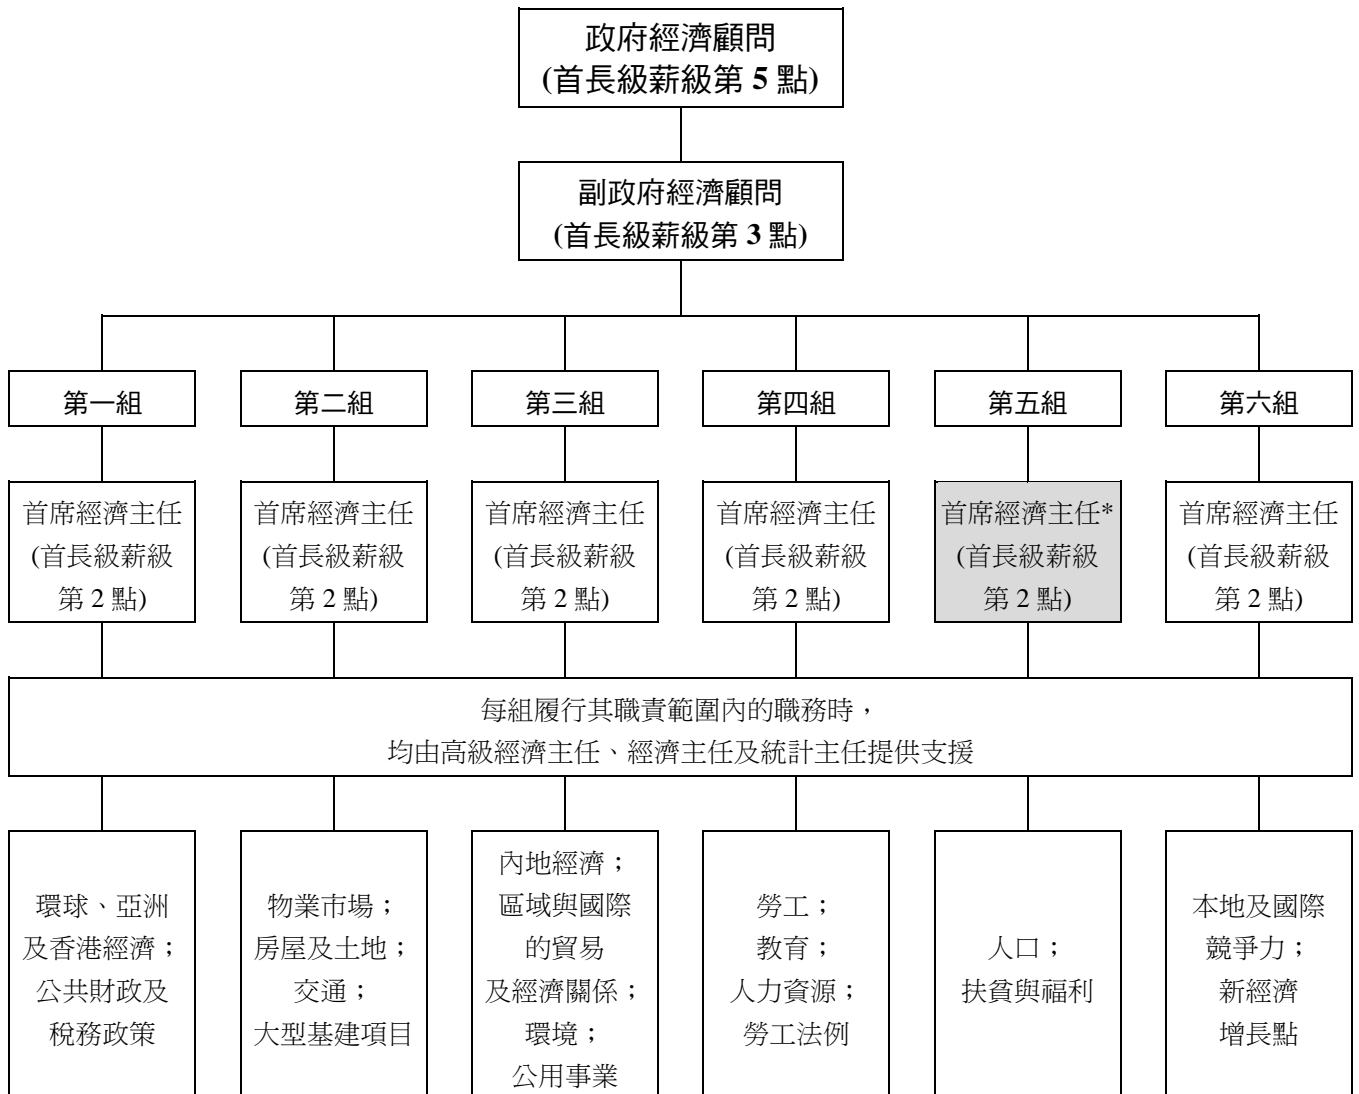 政府經濟顧問
(首長級薪級第 5 點)
副政府經濟顧問
(首長級薪級第 3 點)
第一組
第二組
第三組
第四組
第五組
第六組
首席經濟主任
(首長級薪級
第 2 點)
首席經濟主任
(首長級薪級
第 2 點)
首席經濟主任
(首長級薪級
第 2 點)
首席經濟主任
(首長級薪級
第 2 點)
首席經濟主任*
(首長級薪級
第 2 點)
首席經濟主任
(首長級薪級
第 2 點)
每組履行其職責範圍內的職務時，
均由高級經濟主任、經濟主任及統計主任提供支援
環球、亞洲
及香港經濟；
公共財政及
稅務政策
物業市場；
房屋及土地；
交通；
大型基建項目
內地經濟；
區域與國際
的貿易
及經濟關係；
環境；
公用事業
勞工；
教育；
人力資源；
勞工法例
人口；
扶貧與福利
本地及國際
競爭力；
新經濟
增長點